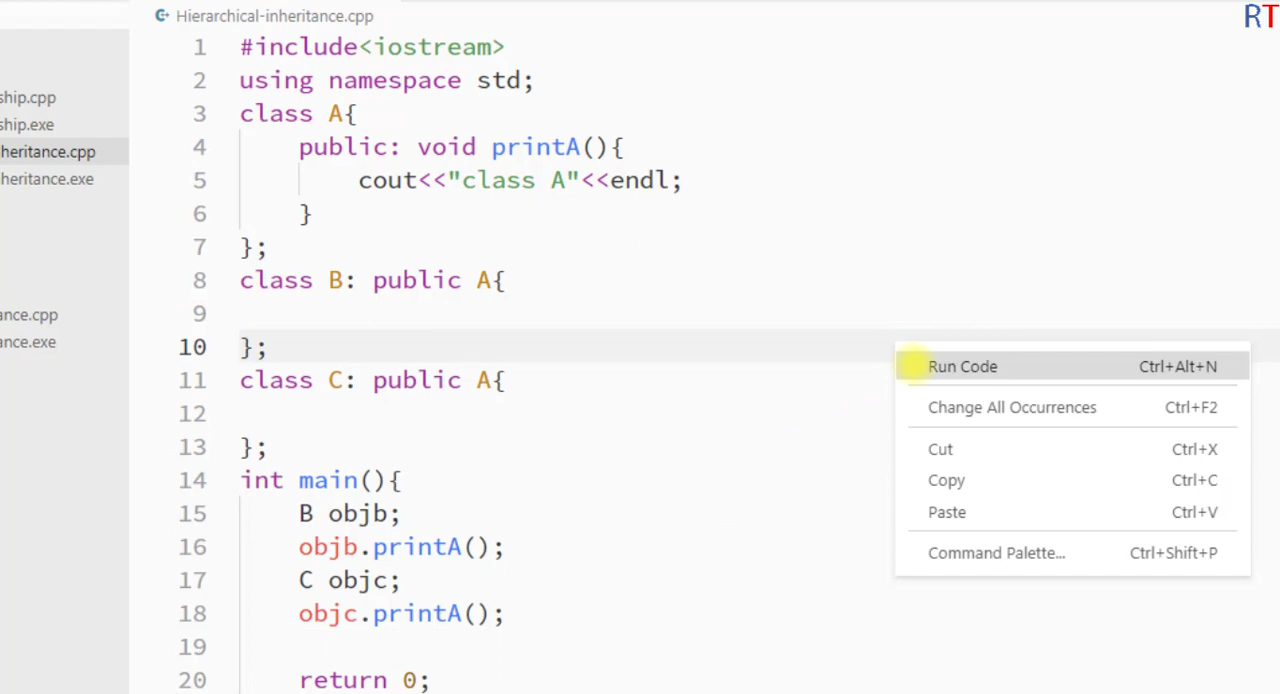 Hierarchical-inheritance.cpp
RT
ship.cpp
ship.exe
heritance.cpp
heritance.exe
ance.cpp
ance.exe
1 #include<iostream>
2 using namespace std;
3 class A{
4 public: void printA(){
5 cout<<"class A"<<endl;
6 }
7 };
8 class B: public A{
9
10 };
11 class C: public A{
12
13 };
14 int main(){
15 B objb;
16 objb.printA();
17 C objc;
18 objc.printA();
19
20 return 0;
Run Code Ctrl+Alt+N
Change All Occurrences Ctrl+F2
Cut Ctrl+X
Copy Ctrl+C
Paste Ctrl+V
Command Palette... Ctrl+Shift+P